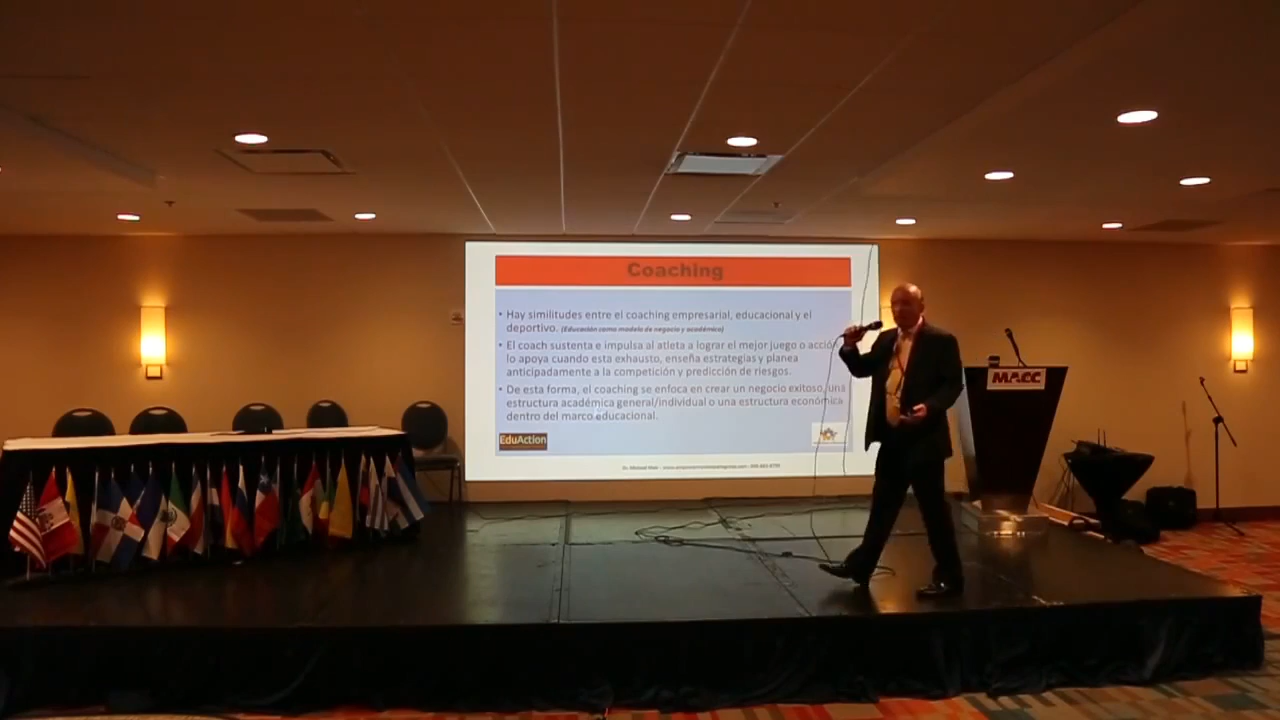 Coaching
• Hay similitudes entre el coaching empresarial, educacional y el
deportivo. (Educación como modelo de negocio y académico)
• El coach sustenta e impulsa al atleta a lograr el mejor juego o acción
lo apoya cuando esta exhausto, enseña estrategias y planea
anticipadamente a la competición y predicción de riesgos.
• De esta forma, el coaching se enfoca en crear un negocio exitoso, una
estructura académica general/individual o una estructura económica
dentro del marco educacional.
EduAction
MACC